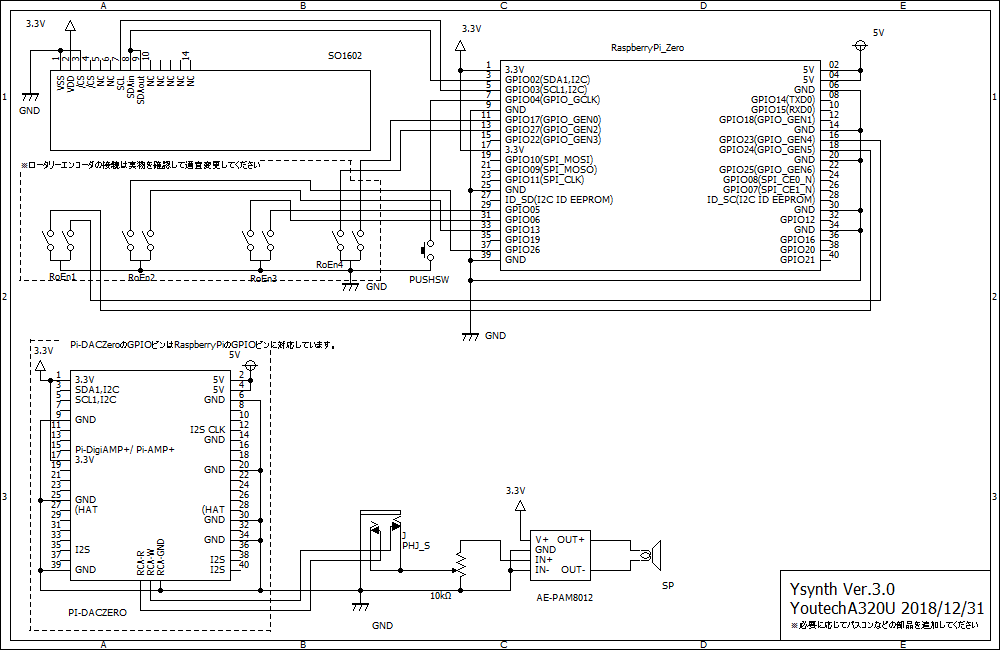 A B C D E
3.3V
SO1602
1 2 3 4 5 6 7 8 9 10 14
VSS VDD /CS /CS NC NC SCL SDAin SDAout NC NC NC NC NC
GND
※ロータリーエンコーダの接続は実物を確認して適宜変更してください
RoEn1
RoEn2
RoEn3
RoEn4
GND
PUSHSW
3.3V
RaspberryPi_Zero
5V
1 3.3V 5V 02
3 GPIO02(SDA1,I2C) 5V 04
5 GPIO03(SCL1,I2C) GND 06
7 GPIO04(GPIO_GCLK) GPIO14(TXD0) 08
9 GND GPIO15(RXD0) 10
11 GPIO17(GPIO_GEN0) GPIO18(GPIO_GEN1) 12
13 GPIO27(GPIO_GEN2) GND 14
15 GPIO22(GPIO_GEN3) GPIO23(GPIO_GEN4) 16
17 3.3V GPIO24(GPIO_GEN5) 18
19 GPIO10(SPI_MOSI) GND 20
21 GPIO09(SPI_MOSO) GPIO25(GPIO_GEN6) 22
23 GPIO11(SPI_CLK) GPIO08(SPI_CE0_N) 24
25 GND GPIO07(SPI_CE1_N) 26
27 ID_SD(I2C ID EEPROM) ID_SC(I2C ID EEPROM) 28
29 GPIO05 GND 30
31 GPIO06 GPIO12 32
33 GPIO13 GND 34
35 GPIO19 GPIO16 36
37 GPIO26 GPIO20 38
39 GND GPIO21 40
GND
1 1
2 2
3 3
Pi-DACZeroのGPIOピンはRaspberryPiのGPIOピンに対応しています。
3.3V
5V
1 3.3V 5V 2
3 SDA1,I2C 5V 4
5 SCL1,I2C GND 6
7 8
9 GND 10
11 I2S CLK 12
13 GND 14
15 Pi-DigiAMP+/ Pi-AMP+ 16
17 3.3V 18
19 GND 20
21 22
23 24
25 GND 26
27 (HAT (HAT 28
29 GND 30
31 32
33 GND 34
35 I2S 36
37 I2S 38
39 GND I2S 40
RCA-R
RCA-W
RCA-GND
PI-DACZERO
J
PHJ_S
GND
10kΩ
3.3V
V+ OUT+
GND
IN+
IN- OUT-
AE-PAM8012
SP
Ysynth Ver.3.0
YoutechA320U 2018/12/31
※必要に応じてパスコンなどの部品を追加してください
A B C D E